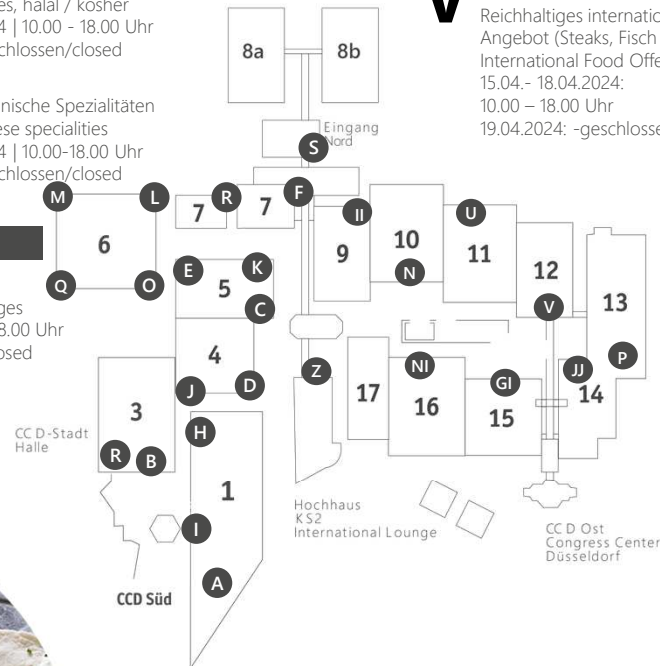 es, halal / kosher
4 | 10.00 - 18.00 Uhr
chlossen/closed
nische Spezialitäten
ese specialities
4 | 10.00-18.00 Uhr
chlossen/closed
V
Reichhaltiges internatio
Angebot (Steaks, Fisch
International Food Offe
15.04.- 18.04.2024:
10.00 – 18.00 Uhr
19.04.2024: -geschlosse
8a
8b
Eingang
Nord
S
M
L
R
F
7
7
6
II
U
9
10
11
12
13
E
K
N
Q
O
5
C
V
ges
8.00 Uhr
osed
4
J
D
Z
NI
GI
JJ
P
17
16
15
14
3
CCD-Stadt
Halle
R
B
H
1
I
A
CCD Süd
Hochhaus
KS2
International Lounge
CCD Ost
Congress Center
Düsseldorf